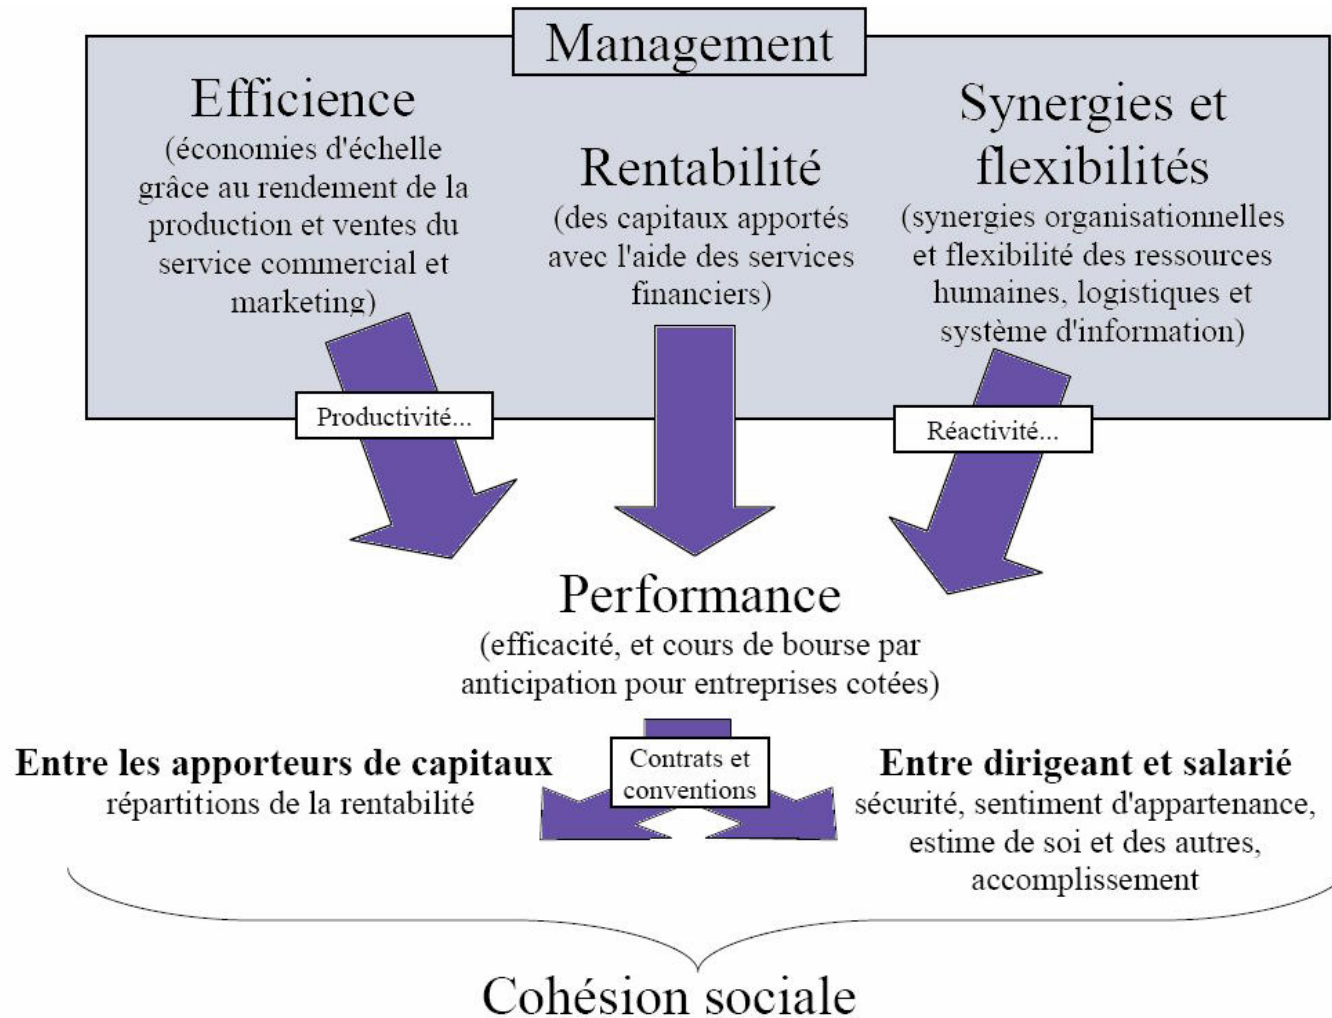 Management
Efficience
(économies d'échelle
grâce au rendement de la
production et ventes du
service commercial et
marketing)
Rentabilité
(des capitaux apportés
avec l'aide des services
financiers)
Synergies et
flexibilités
(synergies organisationnelles
et flexibilité des ressources
humaines, logistiques et
système d'information)
Productivité...
Réactivité...
Performance
(efficacité, et cours de bourse par
anticipation pour entreprises cotées)
Contrats et
conventions
Entre les apporteurs de capitaux
répartitions de la rentabilité
Entre dirigeant et salarié
sécurité, sentiment d'appartenance,
estime de soi et des autres,
accomplissement
Cohésion sociale